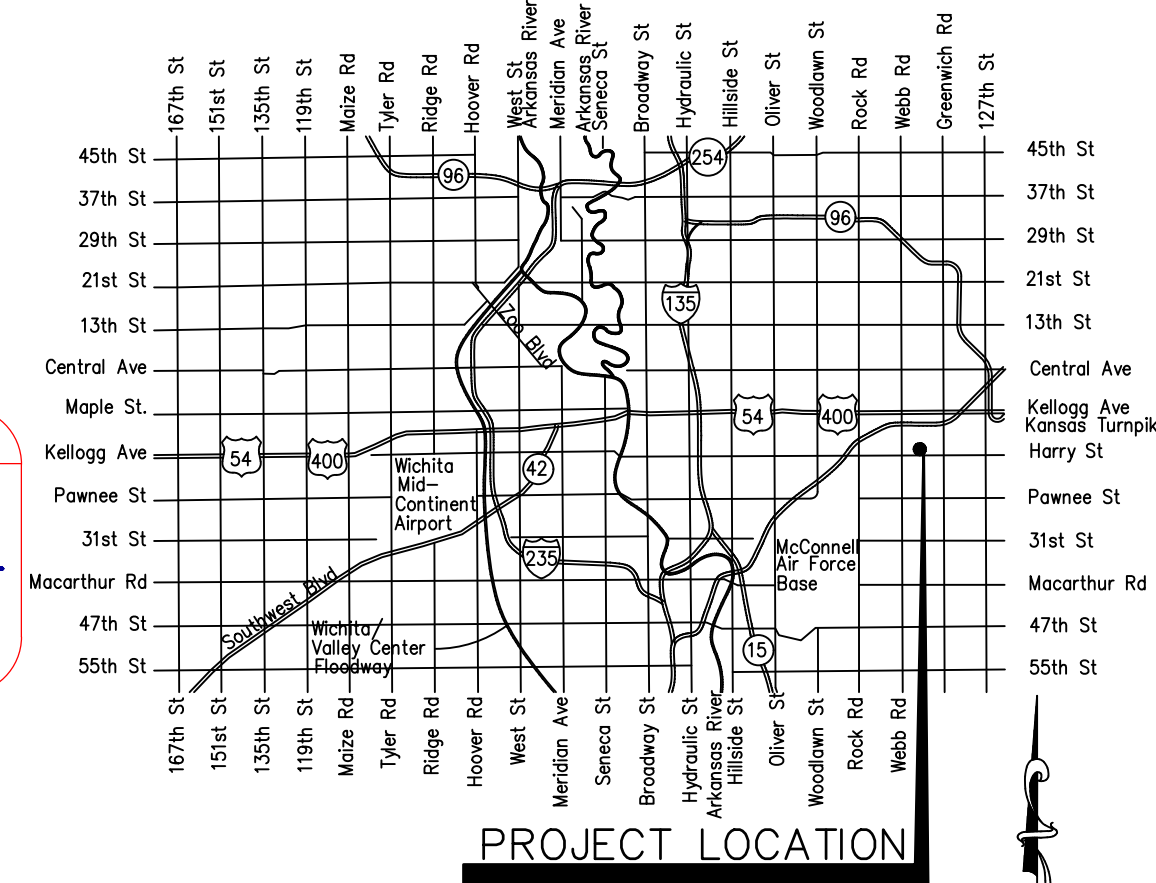 167th St
151st St
135th St
119th St
Maize Rd
Tyler Rd
Ridge Rd
Hoover Rd
West St
Arkansas River
Meridian Ave
Arkansas River
Seneca St
Broadway St
Hydraulic St
Hillside St
Oliver St
Woodlawn St
Rock Rd
Webb Rd
Greenwich Rd
127th St
45th St
37th St
29th St
21st St
13th St
Central Ave
Maple St.
Kellogg Ave
Pawnee St
31st St
Macarthur Rd
47th St
55th St
96
254
96
135
Zoo Blvd
54
400
54
400
42
Wichita
Mid-
Continent
Airport
235
McConnell
Air Force
Base
Southwest Blvd
Wichita/
Valley Center
Floodway
15
45th St
37th St
29th St
21st St
13th St
Central Ave
Kellogg Ave
Kansas Turnpik
Harry St
Pawnee St
31st St
Macarthur Rd
47th St
55th St
167th St
151st St
135th St
119th St
Maize Rd
Tyler Rd
Ridge Rd
Hoover Rd
West St
Meridian Ave
Seneca St
Broadway St
Hydraulic St
Arkansas River
Hillside St
Oliver St
Woodlawn St
Rock Rd
Webb Rd
PROJECT LOCATION